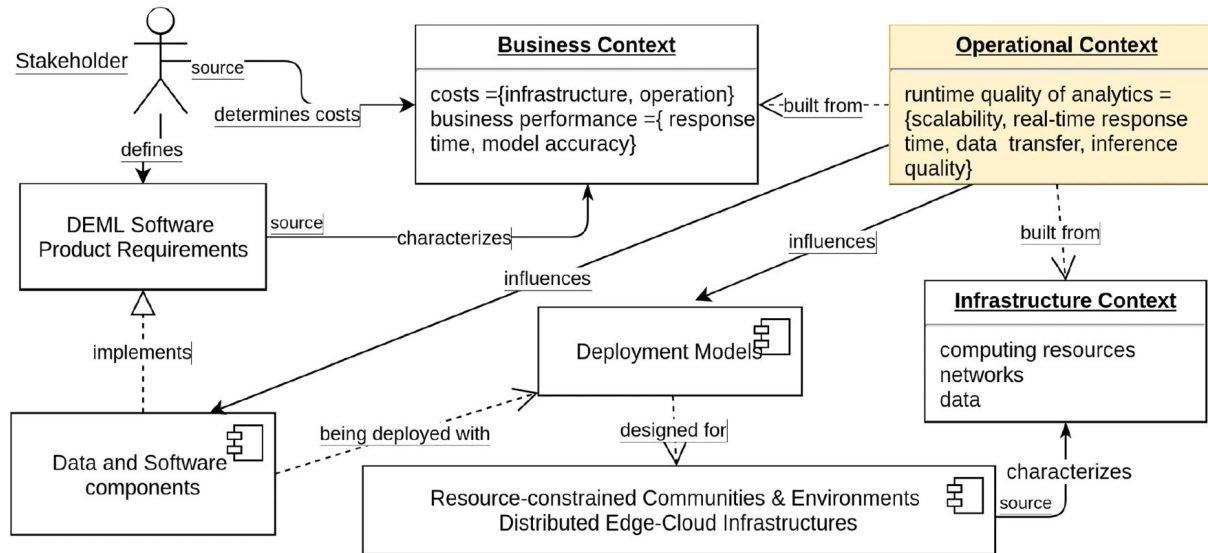 Stakeholder
source
determines costs
defines
Business Context
costs ={infrastructure, operation}
business performance ={ response
time, model accuracy}
built from
Operational Context
runtime quality of analytics =
{scalability, real-time response
time, data transfer, inference
quality}
DEML Software
Product Requirements
source
characterizes
influences
influences
built from
implements
Deployment Models
Infrastructure Context
computing resources
networks
data
being deployed with
designed for
Data and Software
components
Resource-constrained Communities & Environments
Distributed Edge-Cloud Infrastructures
characterizes
source